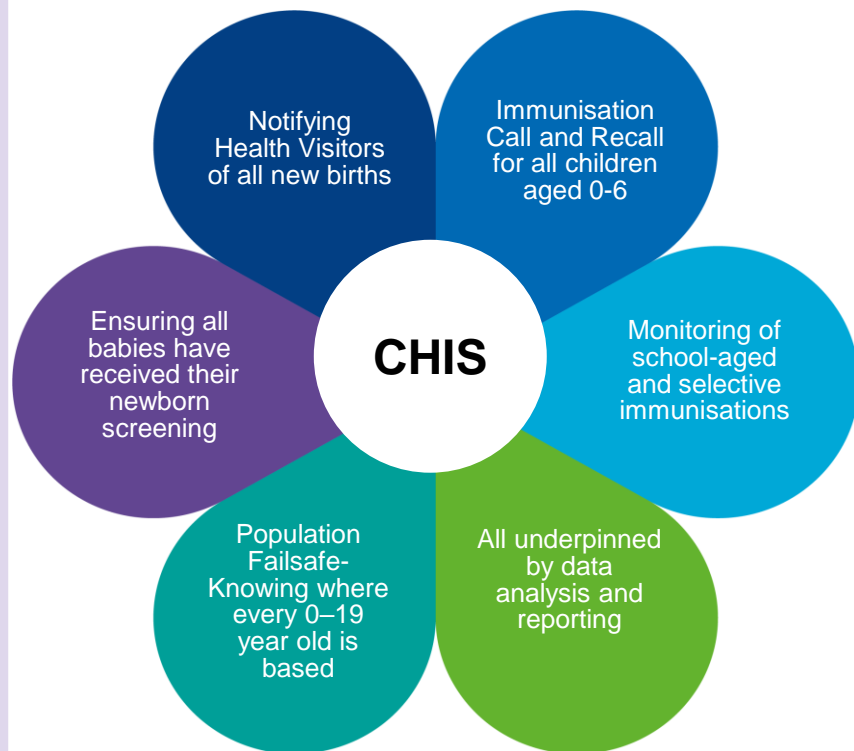 Notifying
Health Visitors
of all new births
Immunisation
Call and Recall
for all children
aged 0-6
Ensuring all
babies have
received their
newborn
screening
CHIS
Monitoring of
school-aged
and selective
immunisations
Population
Failsafe-
Knowing where
every 0–19
year old is
based
All underpinned
by data
analysis and
reporting